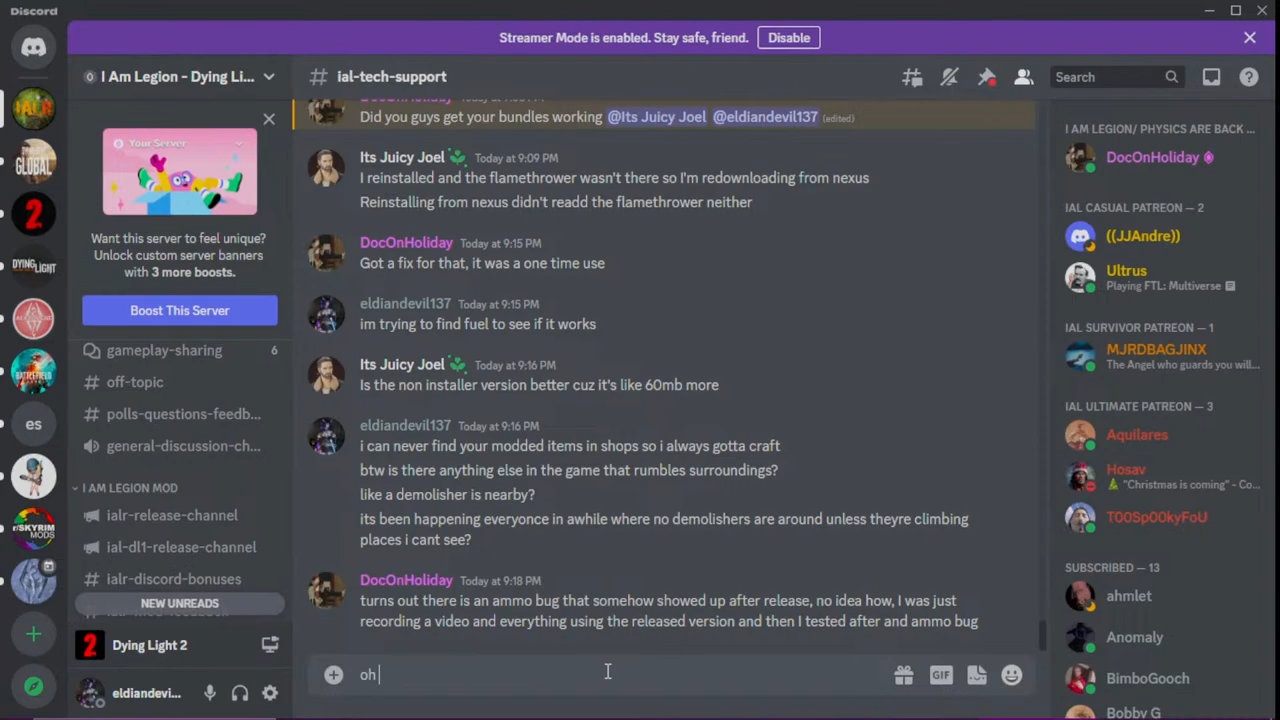 Discord
Streamer Mode is enabled. Stay safe, friend.
Disable
I Am Legion - Dying Li...
ial-tech-support
Search
Your Server
Want this server to feel unique?
Unlock custom server banners
with 3 more boosts.
Boost This Server
gameplay-sharing 6
off-topic
polls-questions-feedb...
general-discussion-ch...
I AM LEGION MOD
ialr-release-channel
ial-dl1-release-channel
ialr-discord-bonuses
NEW UNREADS
Dying Light 2
eldiandevi...
IALR
GLOBAL
2
DYING LIGHT
es
SKYRIM
MODS
Did you guys get your bundles working @Its Juicy Joel @eldiandevil137 (edited)
Its Juicy Joel Today at 9:09 PM
I reinstalled and the flamethrower wasn't there so I'm redownloading from nexus
Reinstalling from nexus didn't readd the flamethrower neither
DocOnHoliday Today at 9:15 PM
Got a fix for that, it was a one time use
eldiandevil137 Today at 9:15 PM
im trying to find fuel to see if it works
Its Juicy Joel Today at 9:16 PM
Is the non installer version better cuz it's like 60mb more
eldiandevil137 Today at 9:16 PM
i can never find your modded items in shops so i always gotta craft
btw is there anything else in the game that rumbles surroundings?
like a demolisher is nearby?
its been happening everyonce in awhile where no demolishers are around unless theyre climbing
places i cant see?
DocOnHoliday Today at 9:18 PM
turns out there is an ammo bug that somehow showed up after release, no idea how, I was just
recording a video and everything using the released version and then I tested after and ammo bug
oh
GIF
I AM LEGION/ PHYSICS ARE BACK ...
DocOnHoliday
IAL CASUAL PATREON — 2
((JJAndre))
Ultrus
Playing FTL: Multiverse
IAL SURVIVOR PATREON — 1
MJRDBAGJINX
The Angel who guards you will...
IAL ULTIMATE PATREON — 3
Aquilares
Hosav
"Christmas is coming" - Co...
T00Sp00kyFoU
SUBSCRIBED — 13
ahmlet
Anomaly
BimboGooch
Bobby G